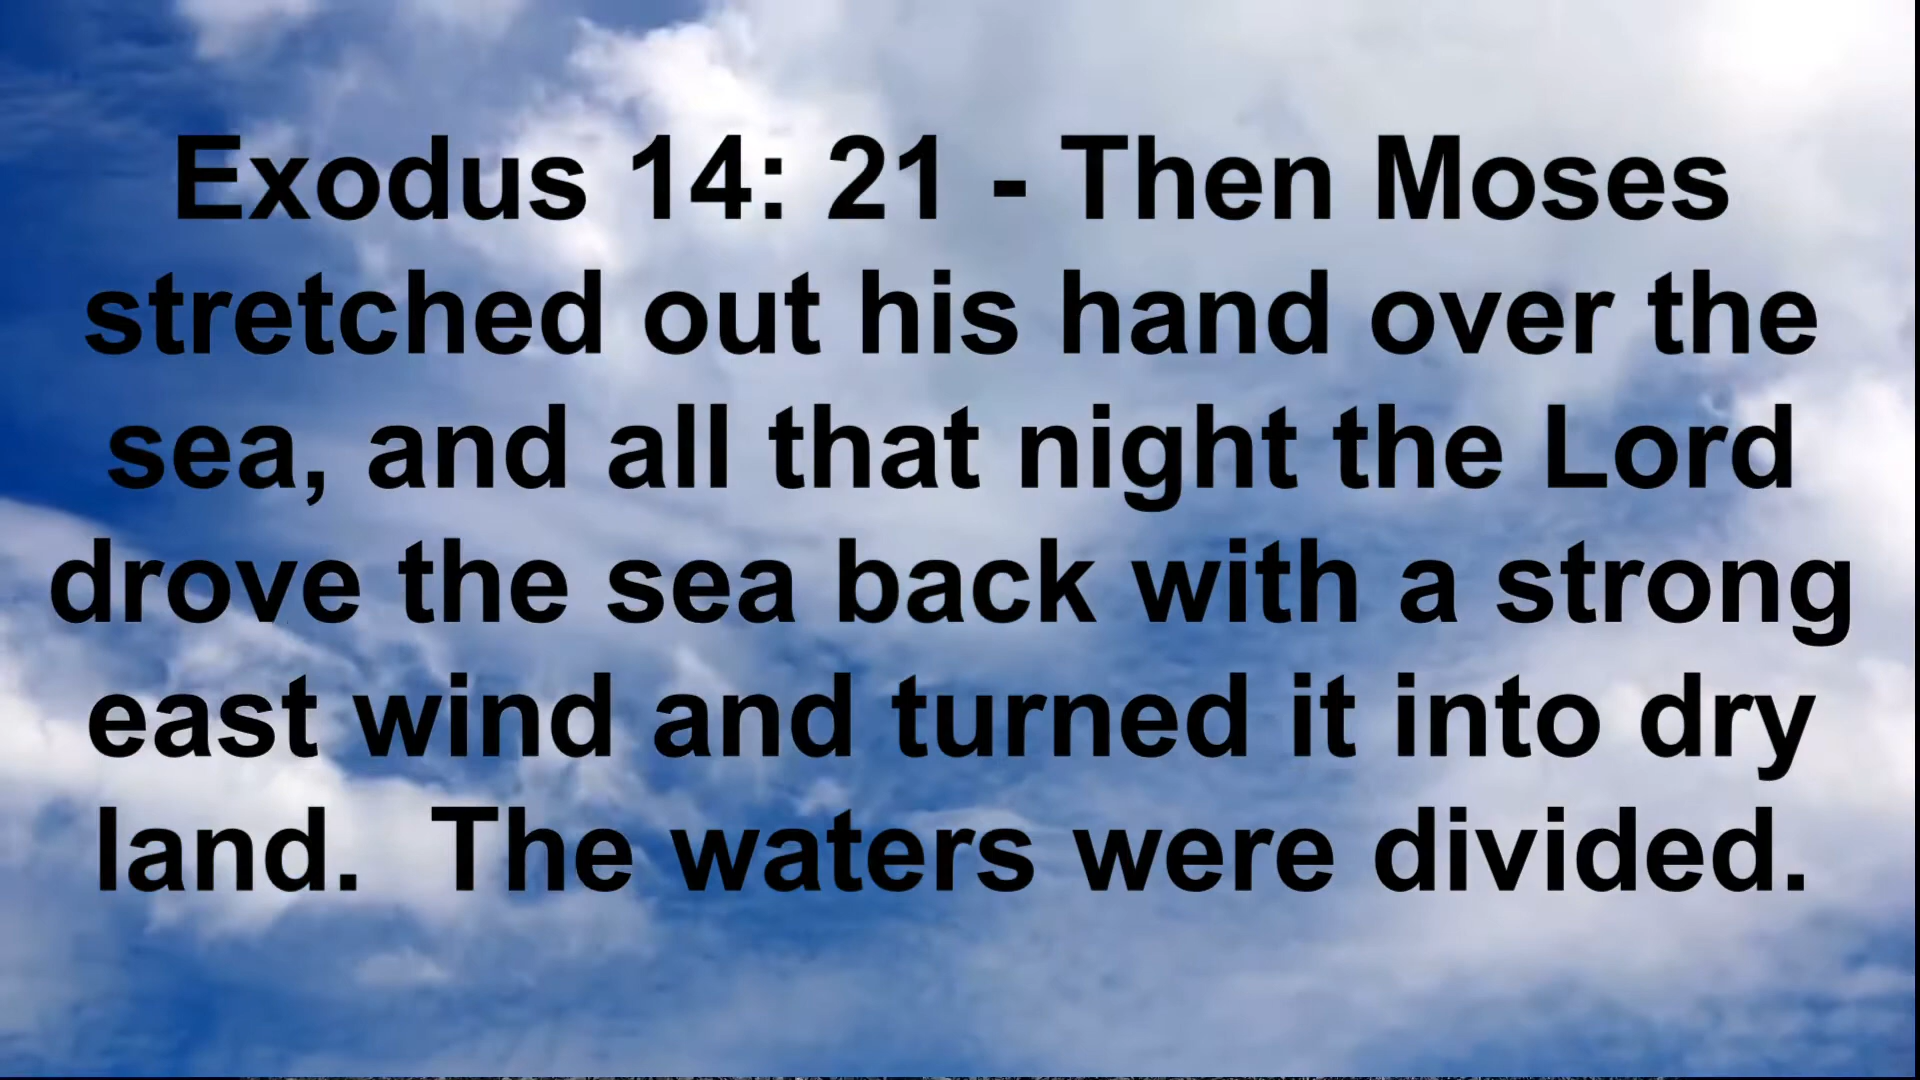 Exodus 14: 21 - Then Moses
stretched out his hand over the
sea, and all that night the Lord
drove the sea back with a strong
east wind and turned it into dry
land.  The waters were divided.